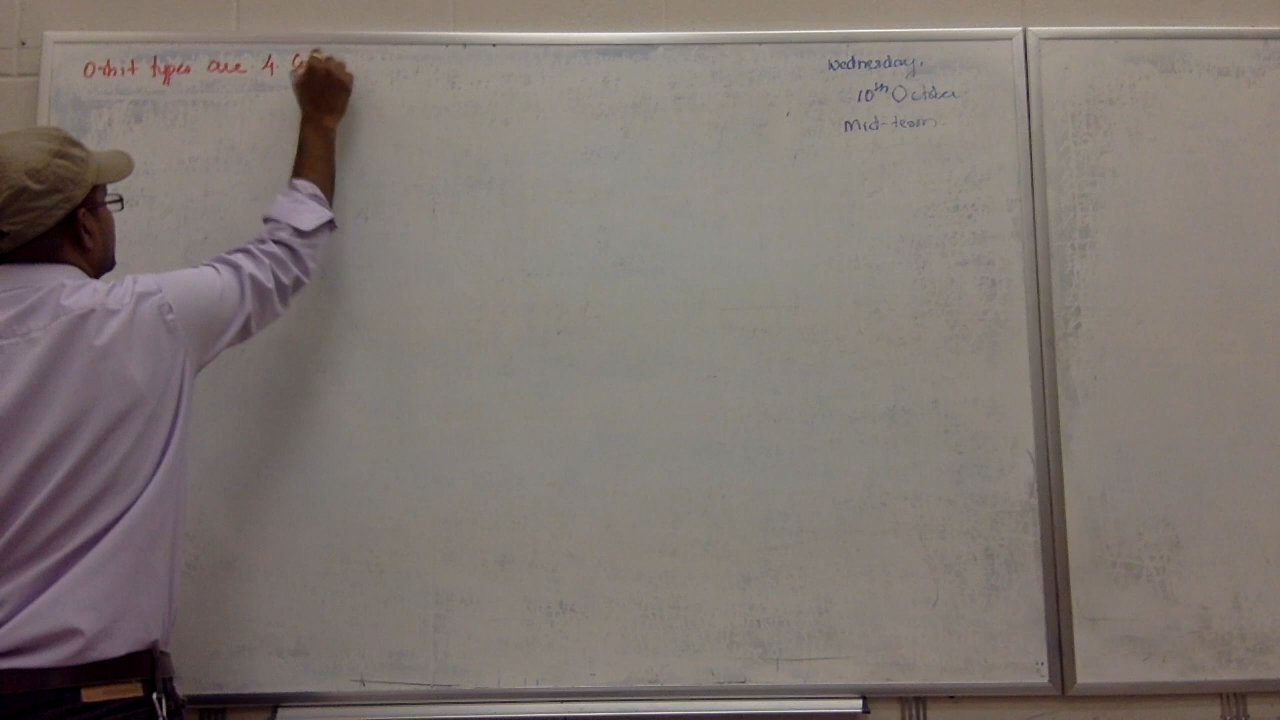 Orbit types are 4
Wednesday,
10th October
Mid-term